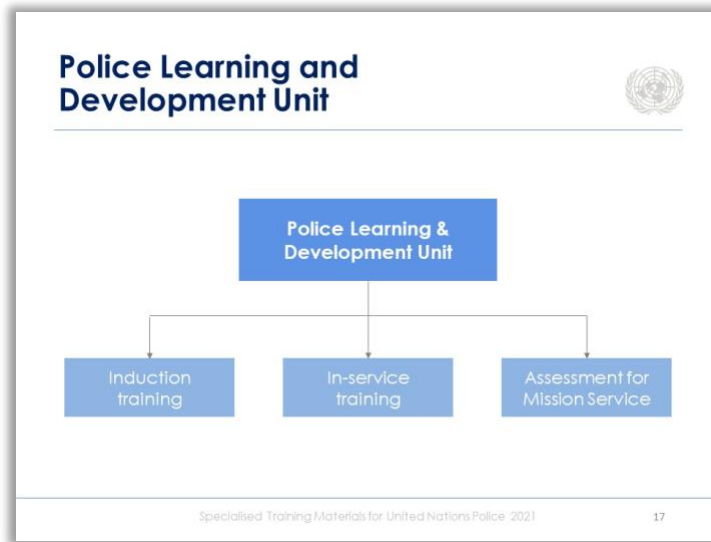 Police Learning and
Development Unit
Police Learning &
Development Unit
Induction
training
In-service
training
Assessment for
Mission Service
Specialised Training Materials for United Nations Police 2021
17